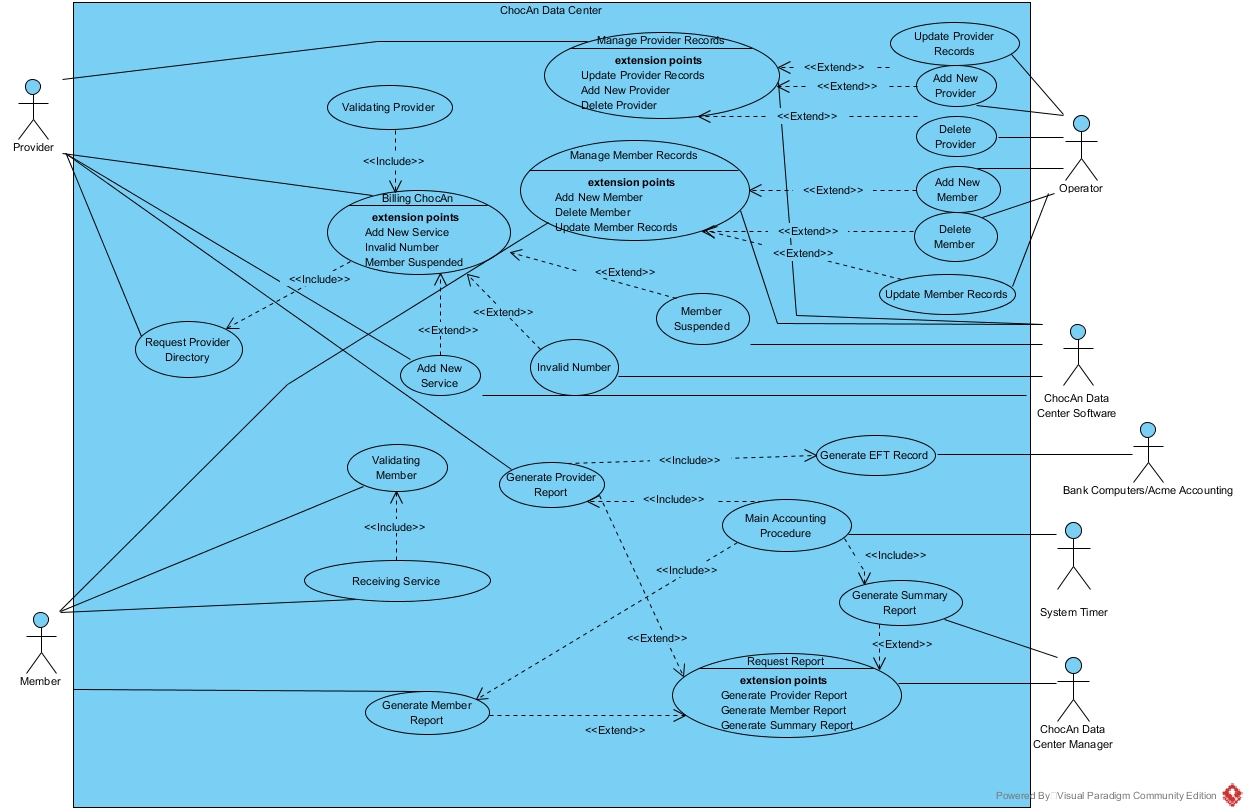 ChocAn Data Center
Manage Provider Records
extension points
Update Provider Records
Add New Provider
Delete Provider
Update Provider
Records
<<Extend>>
Add New
Provider
<<Extend>>
<<Extend>>
Delete
Provider
Provider
Operator
Validating Provider
<<Include>>
Manage Member Records
extension points
Add New Member
Delete Member
Update Member Records
<<Extend>>
Add New
Member
<<Extend>>
Delete
Member
<<Extend>>
Update Member Records
Billing ChocAn
extension points
Add New Service
Invalid Number
Member Suspended
<<Include>>
Request Provider
Directory
<<Extend>>
Member
Suspended
<<Extend>>
<<Extend>>
Add New
Service
Invalid Number
ChocAn Data
Center Software
Validating
Member
<<Include>>
Receiving Service
Generate Provider
Report
<<Include>>
Generate EFT Record
Bank Computers/Acme Accounting
<<Include>>
Main Accounting
Procedure
<<Include>>
<<Include>>
Generate Summary
Report
System Timer
<<Extend>>
<<Extend>>
Member
Generate Member
Report
<<Extend>>
Request Report
extension points
Generate Provider Report
Generate Member Report
Generate Summary Report
ChocAn Data
Center Manager
Powered By Visual Paradigm Community Edition